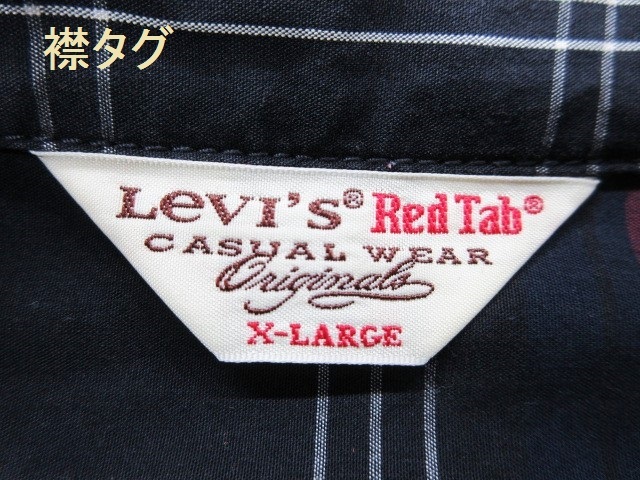 襟タグ
Levi's® Red Tab®
CASUAL WEAR
Originals
X-LARGE